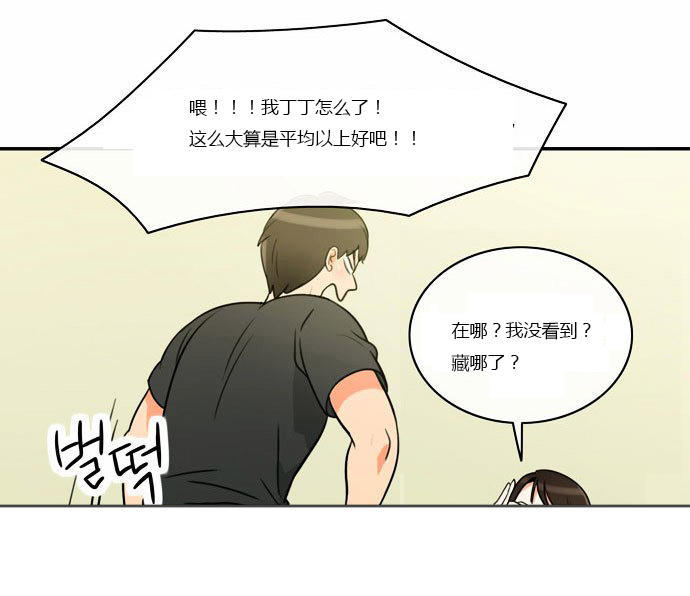 喂！！！我丁丁怎么了！
这么大算是平均以上好吧！！
在哪？我没看到？
藏哪了？
벌떡